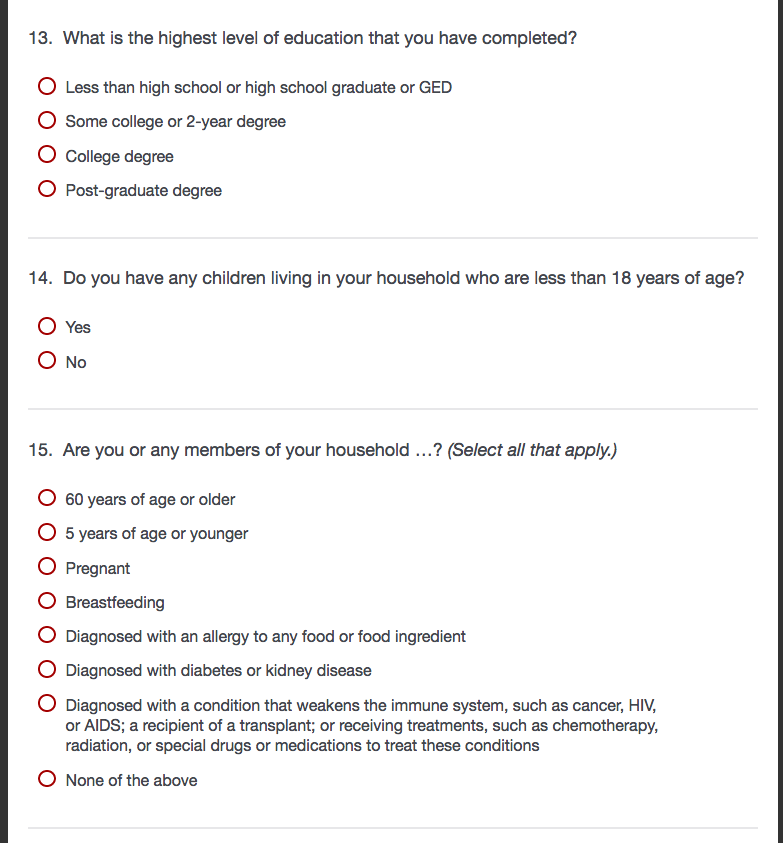 13. What is the highest level of education that you have completed?
Less than high school or high school graduate or GED
Some college or 2-year degree
College degree
Post-graduate degree
14. Do you have any children living in your household who are less than 18 years of age?
Yes
No
15. Are you or any members of your household ...? (Select all that apply.)
60 years of age or older
5 years of age or younger
Pregnant
Breastfeeding
Diagnosed with an allergy to any food or food ingredient
Diagnosed with diabetes or kidney disease
Diagnosed with a condition that weakens the immune system, such as cancer, HIV,
or AIDS; a recipient of a transplant; or receiving treatments, such as chemotherapy,
radiation, or special drugs or medications to treat these conditions
None of the above